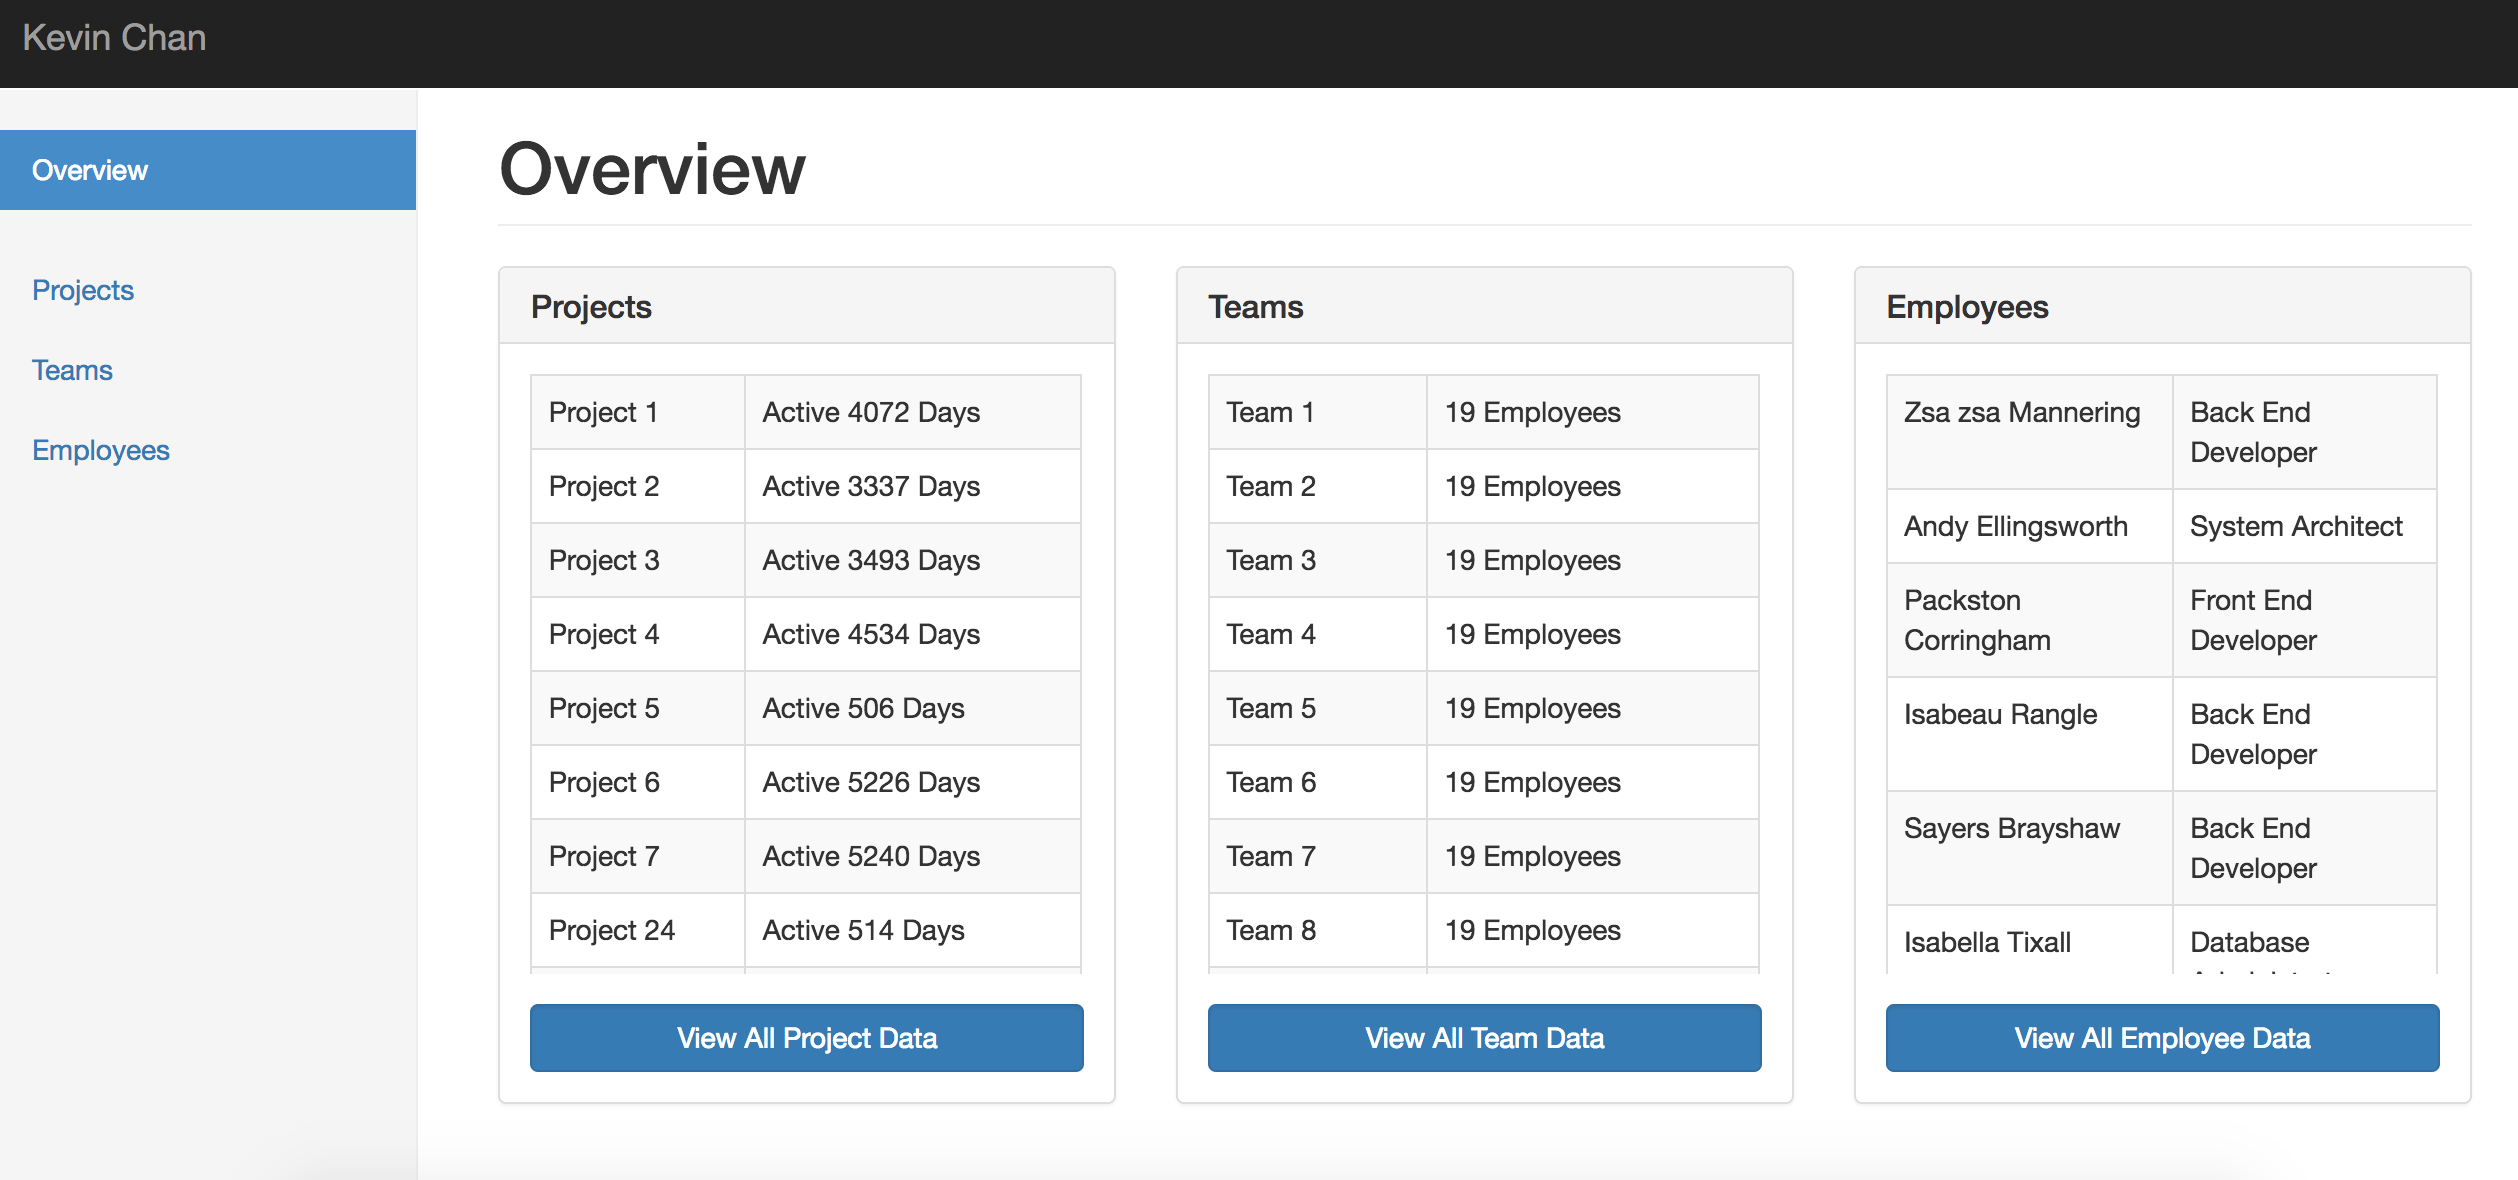 Kevin Chan
Overview
Projects
Teams
Employees
Overview
Projects
Project 1 Active 4072 Days
Project 2 Active 3337 Days
Project 3 Active 3493 Days
Project 4 Active 4534 Days
Project 5 Active 506 Days
Project 6 Active 5226 Days
Project 7 Active 5240 Days
Project 24 Active 514 Days
View All Project Data
Teams
Team 1 19 Employees
Team 2 19 Employees
Team 3 19 Employees
Team 4 19 Employees
Team 5 19 Employees
Team 6 19 Employees
Team 7 19 Employees
Team 8 19 Employees
View All Team Data
Employees
Zsa zsa Mannering Back End
Developer
Andy Ellingsworth System Architect
Packston Front End
Corringham Developer
Isabeau Rangle Back End
Developer
Sayers Brayshaw Back End
Developer
Isabella Tixall Database
View All Employee Data